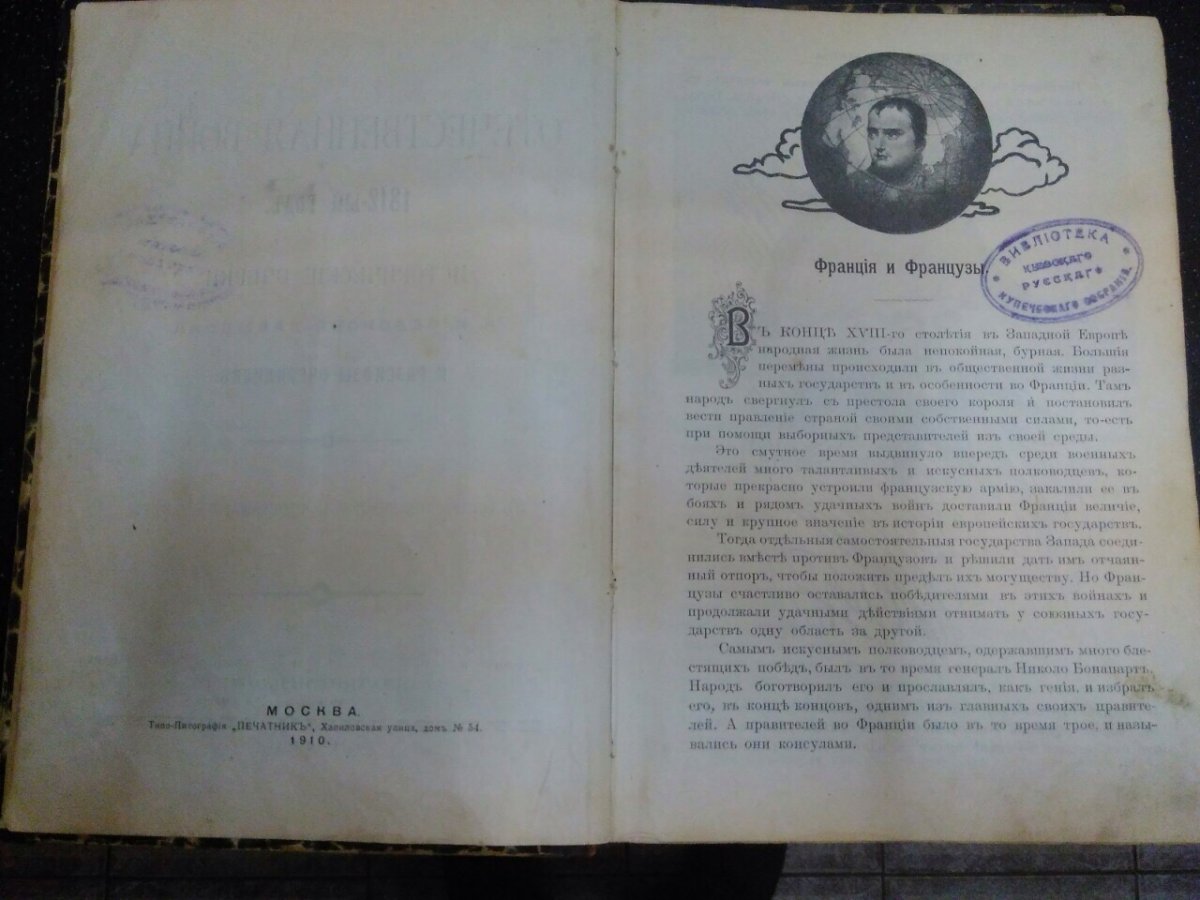 МОСКВА.
Типо-Литографія „ПЕЧАТНИКЪ“, Хапиловская улица, домъ № 54.
1910.
БИБЛІОТЕКА
РУССКАГО
КУПЕЧЕСКАГО СОБРАНІЯ.
Франція и Французы.
Въ концѣ XVIII-го столѣтія въ Западной Европѣ
народная жизнь была непокойная, бурная. Большія
перемѣны происходили въ общественной жизни раз-
ныхъ государствъ и въ особенности во Франціи. Тамъ
народъ свергнулъ съ престола своего короля и постановилъ
вести правленіе страной своими собственными силами, то-есть
при помощи выборныхъ представителей изъ своей среды.
Это смутное время выдвинуло впередъ среди военныхъ
дѣятелей много талантливыхъ и искусныхъ полководцевъ, ко-
торые прекрасно устроили французскую армію, закалили ее въ
бояхъ и рядомъ удачныхъ войнъ доставили Франціи величіе,
силу и крупное значеніе въ исторіи европейскихъ государствъ.
Тогда отдѣльныя самостоятельныя государства Запада соеди-
нились вмѣстѣ противъ Французовъ и рѣшили дать имъ отчаян-
ный отпоръ, чтобы положить предѣлъ ихъ могуществу. Но Фран-
цузы счастливо оставались побѣдителями въ этихъ войнахъ и
продолжали удачными дѣйствіями отнимать у союзныхъ госу-
дарствъ одну область за другой.
Самымъ искуснымъ полководцемъ, одержавшимъ много бле-
стящихъ побѣдъ, былъ въ то время генералъ Николо Бонапартъ.
Народъ боготворилъ его и прославлялъ, какъ генія, и избралъ
его, въ концѣ концовъ, однимъ изъ главныхъ своихъ правите-
лей. А правителей во Франціи было въ то время трое, и назы-
вались они консулами.